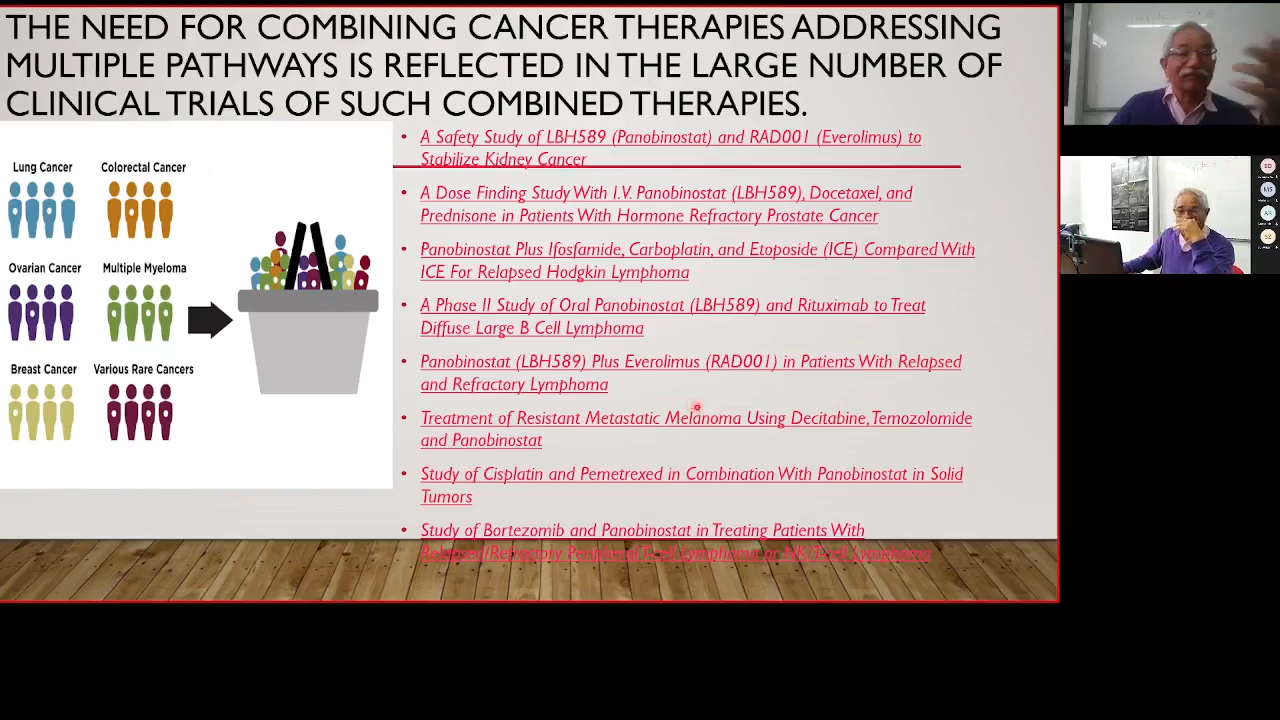 THE NEED FOR COMBINING CANCER THERAPIES ADDRESSING
MULTIPLE PATHWAYS IS REFLECTED IN THE LARGE NUMBER OF
CLINICAL TRIALS OF SUCH COMBINED THERAPIES.
Lung Cancer
Colorectal Cancer
Ovarian Cancer
Multiple Myeloma
Breast Cancer
Various Rare Cancers
• A Safety Study of LBH589 (Panobinostat) and RAD001 (Everolimus) to
Stabilize Kidney Cancer
• A Dose Finding Study With I.V. Panobinostat (LBH589), Docetaxel, and
Prednisone in Patients With Hormone Refractory Prostate Cancer
• Panobinostat Plus Ifosfamide, Carboplatin, and Etoposide (ICE) Compared With
ICE For Relapsed Hodgkin Lymphoma
• A Phase II Study of Oral Panobinostat (LBH589) and Rituximab to Treat
Diffuse Large B Cell Lymphoma
• Panobinostat (LBH589) Plus Everolimus (RAD001) in Patients With Relapsed
and Refractory Lymphoma
• Treatment of Resistant Metastatic Melanoma Using Decitabine, Temozolomide
and Panobinostat
• Study of Cisplatin and Pemetrexed in Combination With Panobinostat in Solid
Tumors
• Study of Bortezomib and Panobinostat in Treating Patients With
Relapsed/Refractory Peripheral T-cell Lymphoma or NK/T-cell Lymphoma
MS
AR
SZ